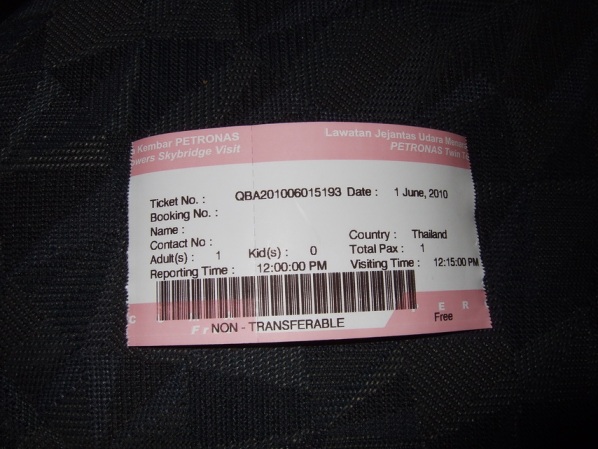 Kembar PETRONAS Lawatan Jejantas Udara
Skybridge Visit PETRONAS Twin
Ticket No. : QBA201006015193 Date : 1 June, 2010
Booking No. :
Name :
Contact No : Country : Thailand
Adult(s) : 1 Kid(s) : 0 Total Pax : 1
Reporting Time : 12:00:00 PM Visiting Time : 12:15:00 PM
NON - TRANSFERABLE Free